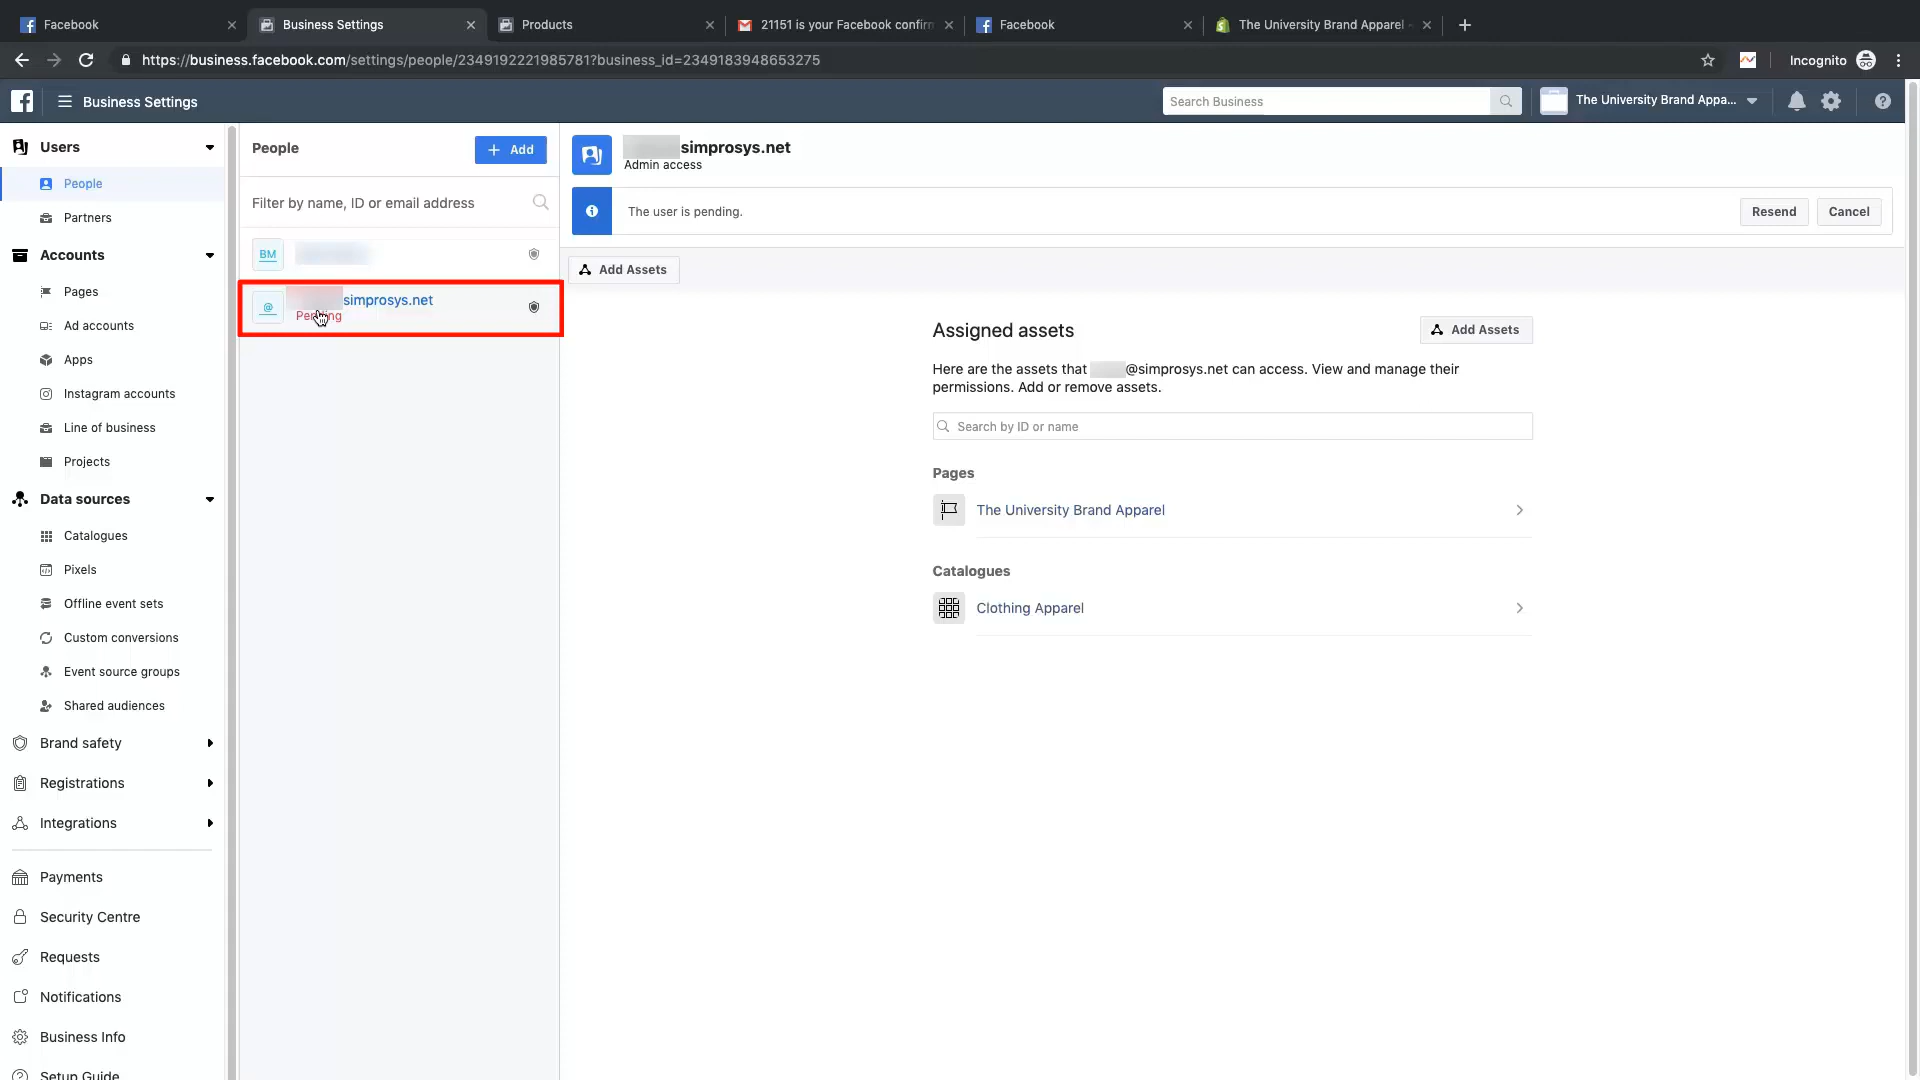 Facebook
Business Settings
Products
21151 is your Facebook confirm
Facebook
The University Brand Apparel
https://business.facebook.com/settings/people/2349192221985781?business_id=2349183948653275
Incognito
Business Settings
Search Business
The University Brand Appa...
Users
People
Partners
Accounts
Pages
Ad accounts
Apps
Instagram accounts
Line of business
Projects
Data sources
Catalogues
Pixels
Offline event sets
Custom conversions
Event source groups
Shared audiences
Brand safety
Registrations
Integrations
Payments
Security Centre
Requests
Notifications
Business Info
Setup Guide
People
+ Add
Filter by name, ID or email address
BM
@
simprosys.net
Pending
simprosys.net
Admin access
The user is pending.
Resend
Cancel
Add Assets
Assigned assets
Add Assets
Here are the assets that @simprosys.net can access. View and manage their
permissions. Add or remove assets.
Search by ID or name
Pages
The University Brand Apparel
Catalogues
Clothing Apparel